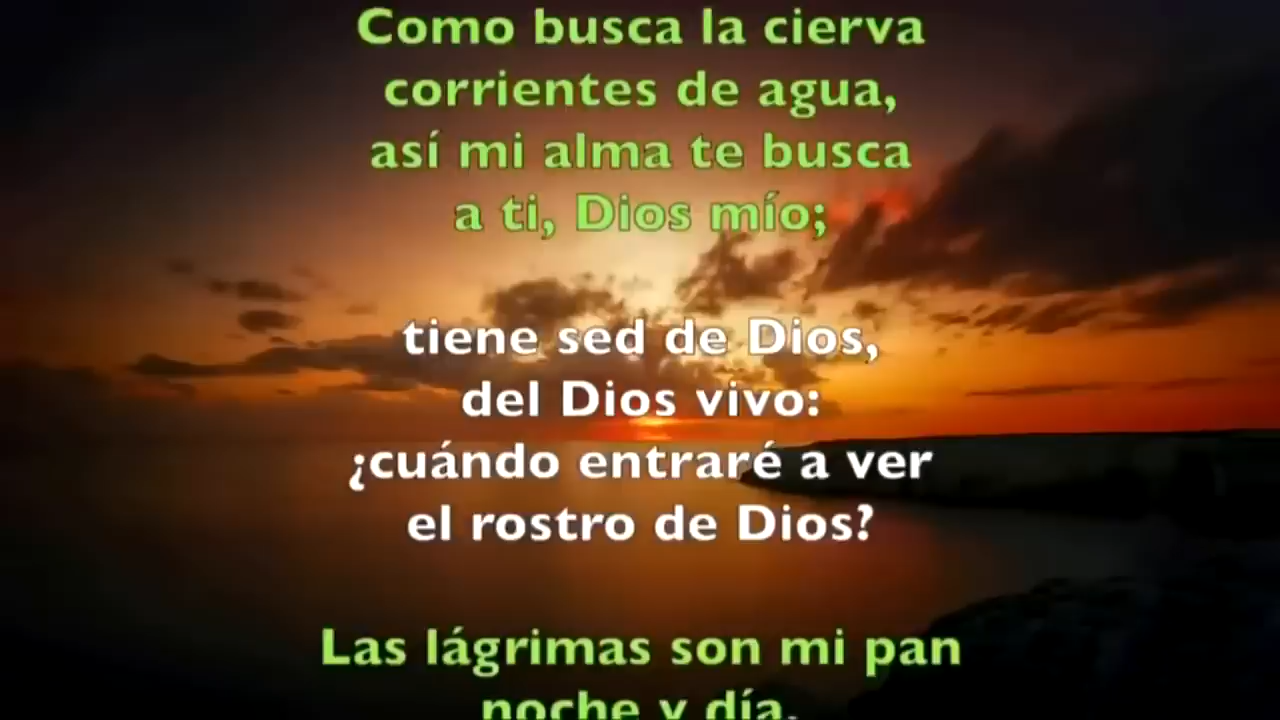 Como busca la cierva
corrientes de agua,
así mi alma te busca
a ti, Dios mío;
tiene sed de Dios,
del Dios vivo:
¿cuándo entraré a ver
el rostro de Dios?
Las lágrimas son mi pan
noche y día,